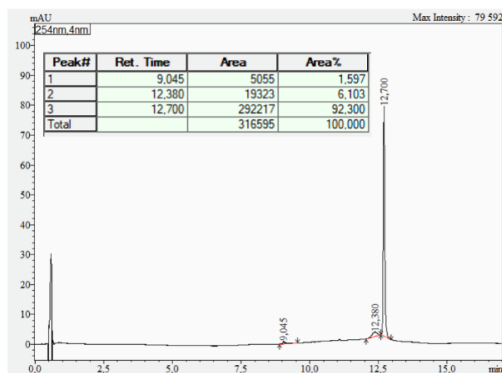 mAU
Max Intensity : 79 592
254nm,4nm
Peak# Ret. Time Area Area%
1 9,045 5055 1,597
2 12,380 19323 6,103
3 12,700 292217 92,300
Total 316595 100,000
100
90
80
70
60
50
40
30
20
10
0
9,045
12,380
12,700
0,0 2,5 5,0 7,5 10,0 12,5 15,0